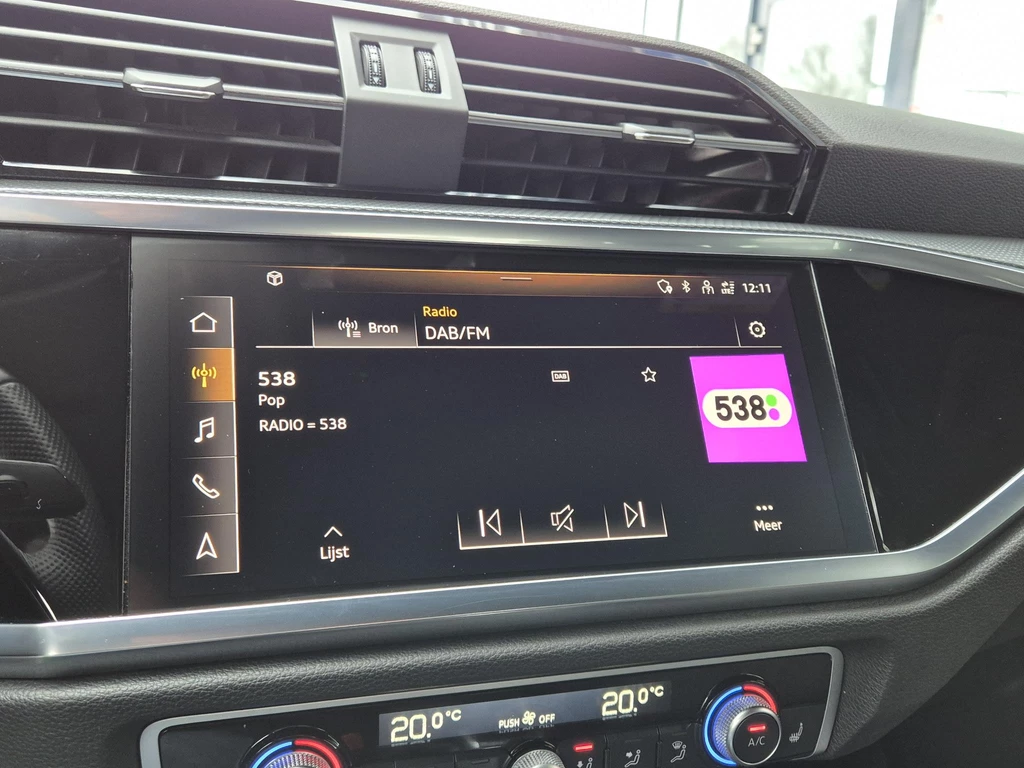 12:11
Bron
Radio
DAB/FM
538
Pop
RADIO = 538
DAB
538
Lijst
Meer
20.0°C
PUSH OFF
20.0°C
A/C